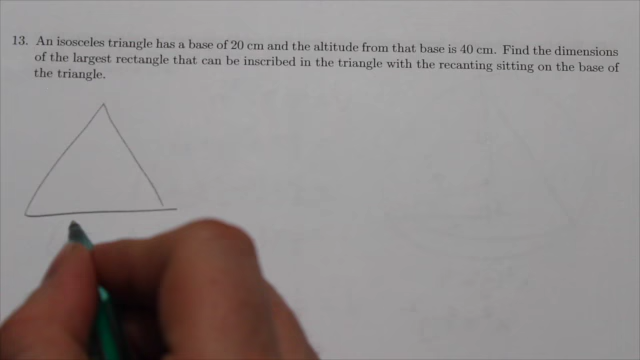 13. An isosceles triangle has a base of 20 cm and the altitude from that base is 40 cm. Find the dimensions
of the largest rectangle that can be inscribed in the triangle with the recanting sitting on the base of
the triangle.